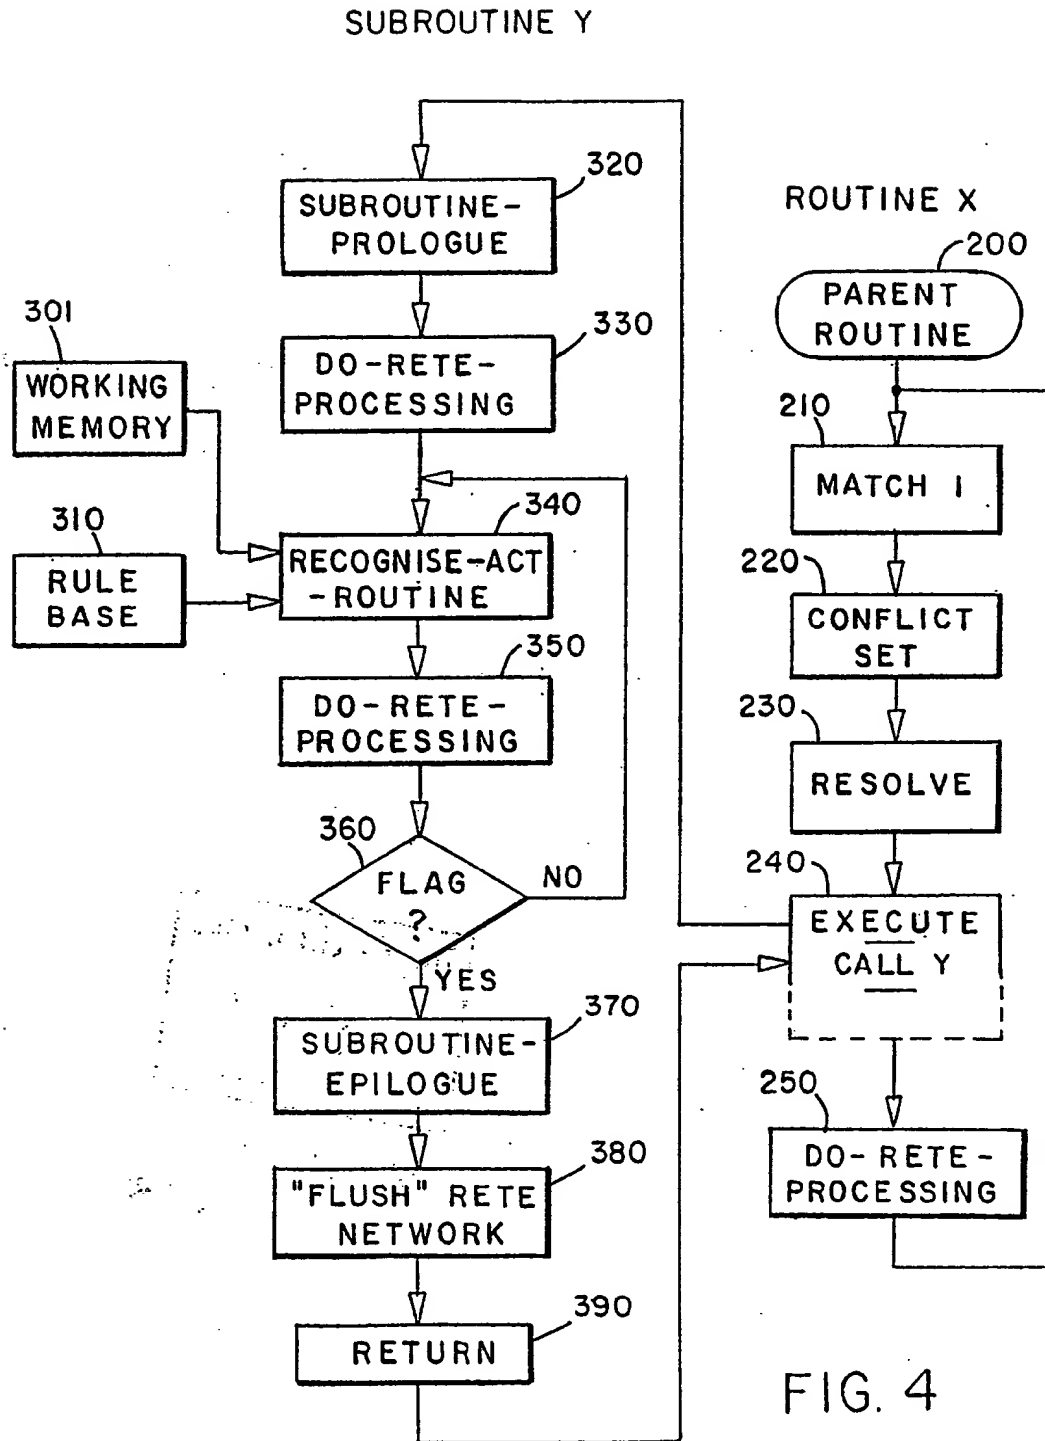 SUBROUTINE Y
320
SUBROUTINE-
PROLOGUE
330
DO-RETE-
PROCESSING
301
WORKING
MEMORY
310
RULE
BASE
340
RECOGNISE-ACT
-ROUTINE
350
DO-RETE-
PROCESSING
360
FLAG
?
NO
YES
370
SUBROUTINE-
EPILOGUE
380
"FLUSH" RETE
NETWORK
390
RETURN
ROUTINE X
200
PARENT
ROUTINE
210
MATCH 1
220
CONFLICT
SET
230
RESOLVE
240
EXECUTE
CALL Y
250
DO-RETE-
PROCESSING
FIG. 4